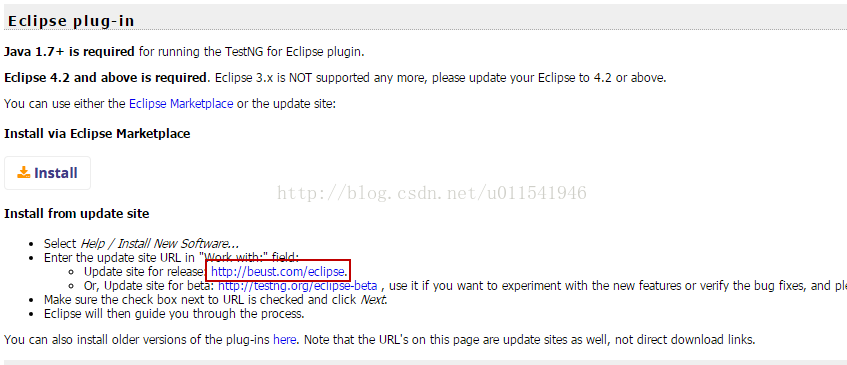 Eclipse plug-in
Java 1.7+ is required for running the TestNG for Eclipse plugin.
Eclipse 4.2 and above is required. Eclipse 3.x is NOT supported any more, please update your Eclipse to 4.2 or above.
You can use either the Eclipse Marketplace or the update site:
Install via Eclipse Marketplace
Install
http://blog.csdn.net/u011541946
Install from update site
Select Help / Install New Software...
Enter the update site URL in "Work with:" field:
Update site for release: http://beust.com/eclipse.
Or, Update site for beta: http://testng.org/eclipse-beta , use it if you want to experiment with the new features or verify the bug fixes, and ple
Make sure the check box next to URL is checked and click Next.
Eclipse will then guide you through the process.
You can also install older versions of the plug-ins here. Note that the URL's on this page are update sites as well, not direct download links.